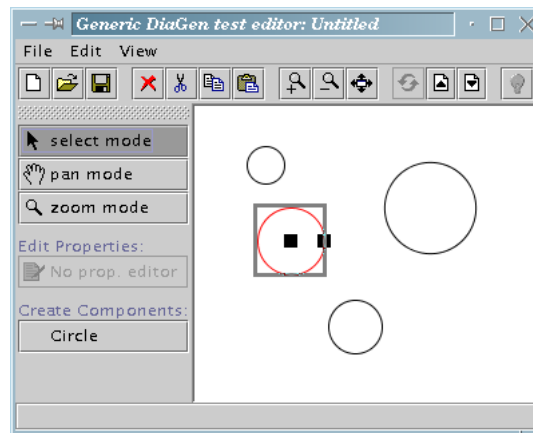 Generic DiaGen test editor: Untitled
File Edit View
select mode
pan mode
zoom mode
Edit Properties:
No prop. editor
Create Components:
Circle